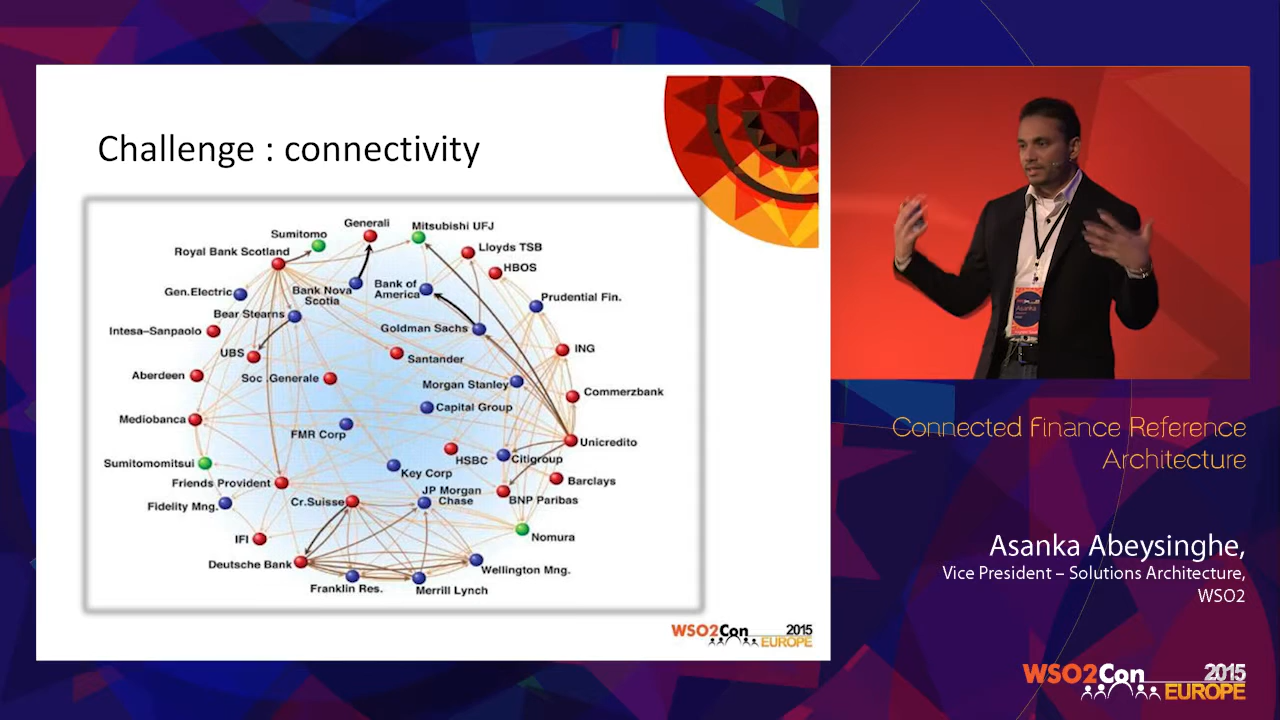 Challenge : connectivity
Generali
Mitsubishi UFJ
Sumitomo
Royal Bank Scotland
Lloyds TSB
HBOS
Gen.Electric
Bank Nova
Scotia
Bank of
America
Prudential Fin.
Bear Stearns
Goldman Sachs
Intesa–Sanpaolo
UBS
Santander
ING
Aberdeen
Soc .Generale
Morgan Stanley
Commerzbank
Capital Group
Mediobanca
FMR Corp
Unicredito
HSBC
Citigroup
Sumitomomitsui
Key Corp
Friends Provident
Barclays
Cr.Suisse
JP Morgan
Chase
BNP Paribas
Fidelity Mng.
IFI
Nomura
Deutsche Bank
Wellington Mng.
Franklin Res.
Merrill Lynch
WSO2Con 2015
EUROPE
Asanka
Connected Finance Reference
Architecture
Asanka Abeysinghe,
Vice President – Solutions Architecture,
WSO2
WSO2Con 2015
EUROPE